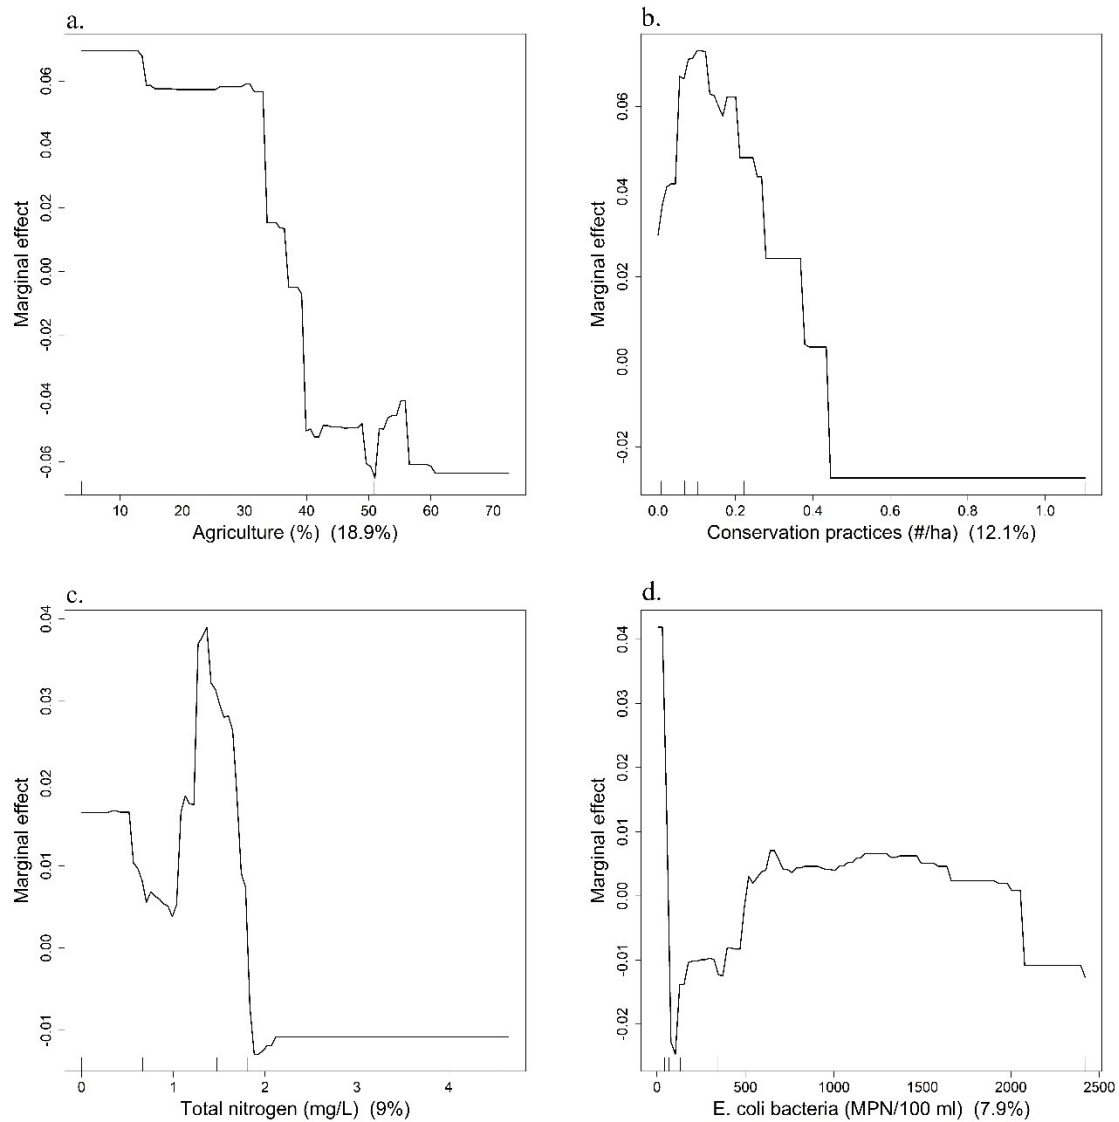 a.
Marginal effect
0.06
0.04
0.02
0.00
-0.02
-0.04
-0.06
10 20 30 40 50 60 70
Agriculture (%) (18.9%)
b.
Marginal effect
0.06
0.04
0.02
0.00
-0.02
0.0 0.2 0.4 0.6 0.8 1.0
Conservation practices (#/ha) (12.1%)
c.
Marginal effect
0.04
0.03
0.02
0.01
0.00
-0.01
0 1 2 3 4
Total nitrogen (mg/L) (9%)
d.
Marginal effect
0.04
0.03
0.02
0.01
0.00
-0.01
-0.02
0 500 1000 1500 2000 2500
E. coli bacteria (MPN/100 ml) (7.9%)